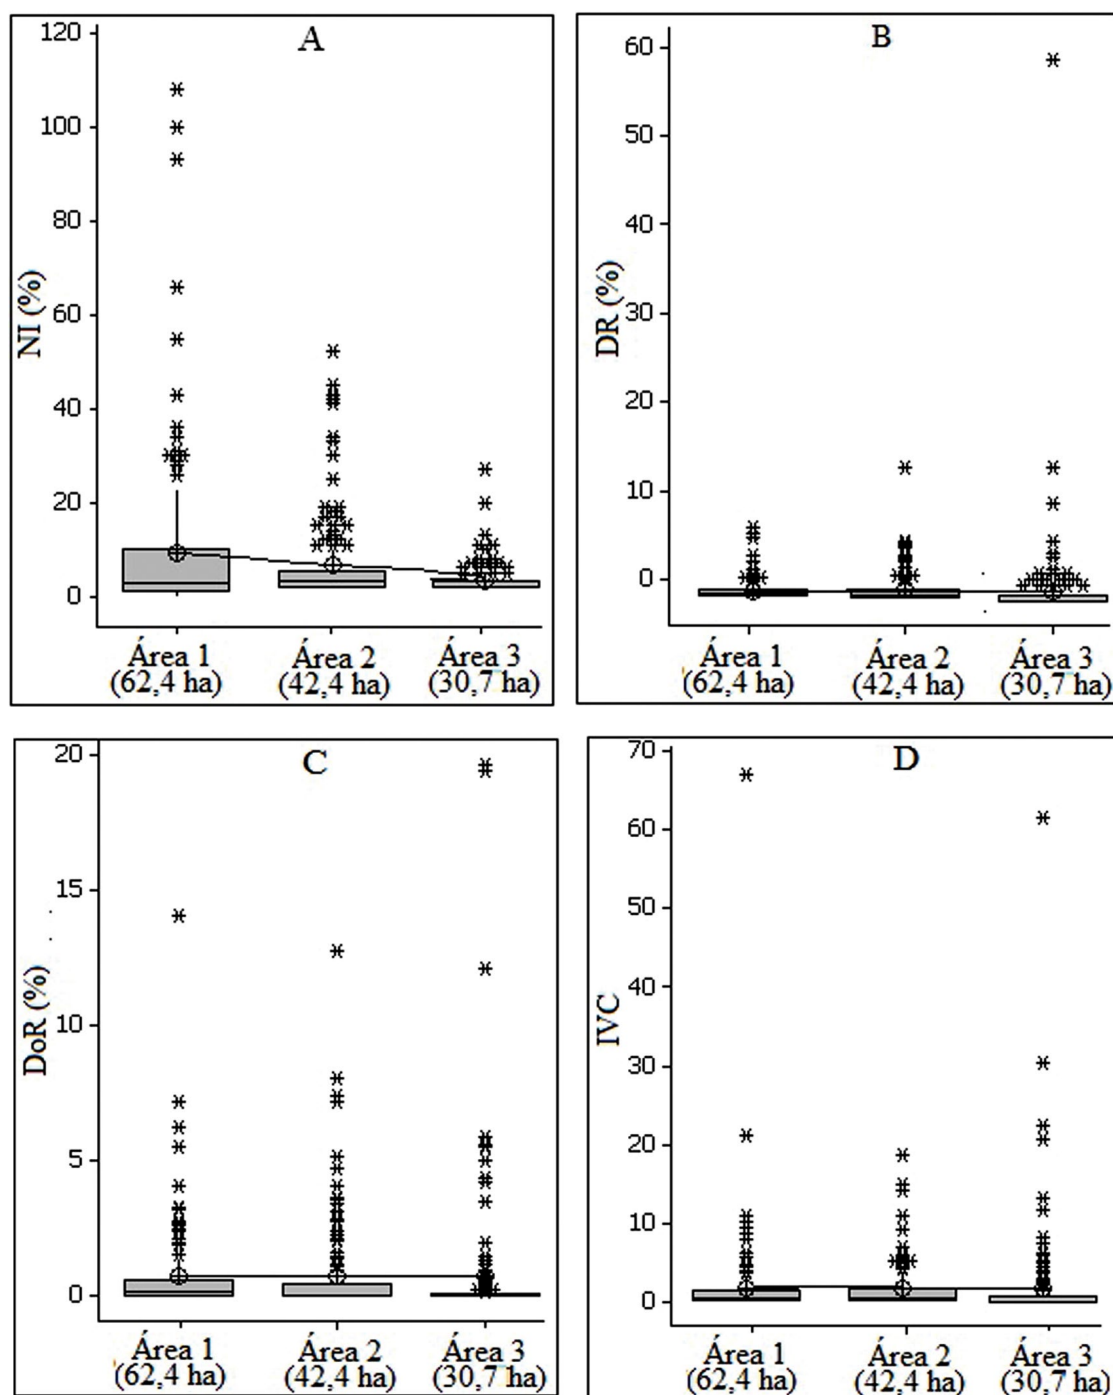 A
120
100
80
60
40
20
0
NI (%)
Área 1
(62,4 ha)
Área 2
(42,4 ha)
Área 3
(30,7 ha)
B
60
50
40
30
20
10
0
DR (%)
Área 1
(62,4 ha)
Área 2
(42,4 ha)
Área 3
(30,7 ha)
C
20
15
10
5
0
DoR (%)
Área 1
(62,4 ha)
Área 2
(42,4 ha)
Área 3
(30,7 ha)
D
70
60
50
40
30
20
10
0
IVC
Área 1
(62,4 ha)
Área 2
(42,4 ha)
Área 3
(30,7 ha)